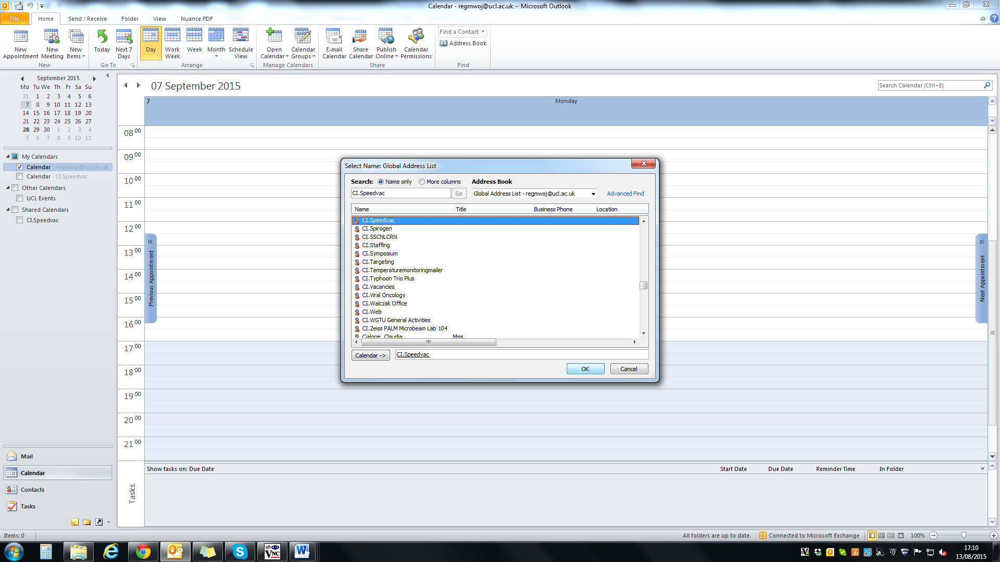 Calendar - regmwoj@ucl.ac.uk - Microsoft Outlook
File Home Send / Receive Folder View Nuance PDF
New Appointment
New Meeting
New Items
Today
Next 7 Days
Day
Work Week
Week
Month
Schedule View
Open Calendar
Calendar Groups
E-mail Calendar
Share Calendar
Publish Online
Calendar Permissions
Find a Contact
Address Book
New Go To Arrange Manage Calendars Share Find
September 2015
Mo Tu We Th Fr Sa Su
31 1 2 3 4 5 6
7 8 9 10 11 12 13
14 15 16 17 18 19 20
21 22 23 24 25 26 27
28 29 30 1 2 3 4
5 6 7 8 9 10 11
My Calendars
Calendar - regmwoj@ucl.ac.uk
Calendar - CI.Speedvac
Other Calendars
UCL Events
Shared Calendars
CI.Speedvac
Mail
Calendar
Contacts
Tasks
07 September 2015
Search Calendar (Ctrl+E)
7 Monday
08 00
09 00
10 00
11 00
12 00
13 00
14 00
15 00
16 00
17 00
18 00
19 00
20 00
21 00
Previous Appointment
Next Appointment
Select Name: Global Address List
Search: Name only More columns Address Book
CI.Speedvac Go Global Address List - regmwoj@ucl.ac.uk Advanced Find
Name Title Business Phone Location
CI.Speedvac
CI.Spirogen
CI.SSCNLCRN
CI.Staffing
CI.Symposium
CI.Targeting
CI.Temperaturemonitoringmailer
CI.Typhoon Trio Plus
CI.Vacancies
CI.Viral Oncology
CI.Walczak Office
CI.Web
CI.WGTU General Activities
CI.Zeiss PALM Microbeam Lab 104
Cialone, Claudia Miss
Calendar -> CI.Speedvac
OK Cancel
Show tasks on: Due Date Start Date Due Date Reminder Time In Folder
Tasks
Items: 0 All folders are up to date. Connected to Microsoft Exchange 100%
17:10
13/08/2015